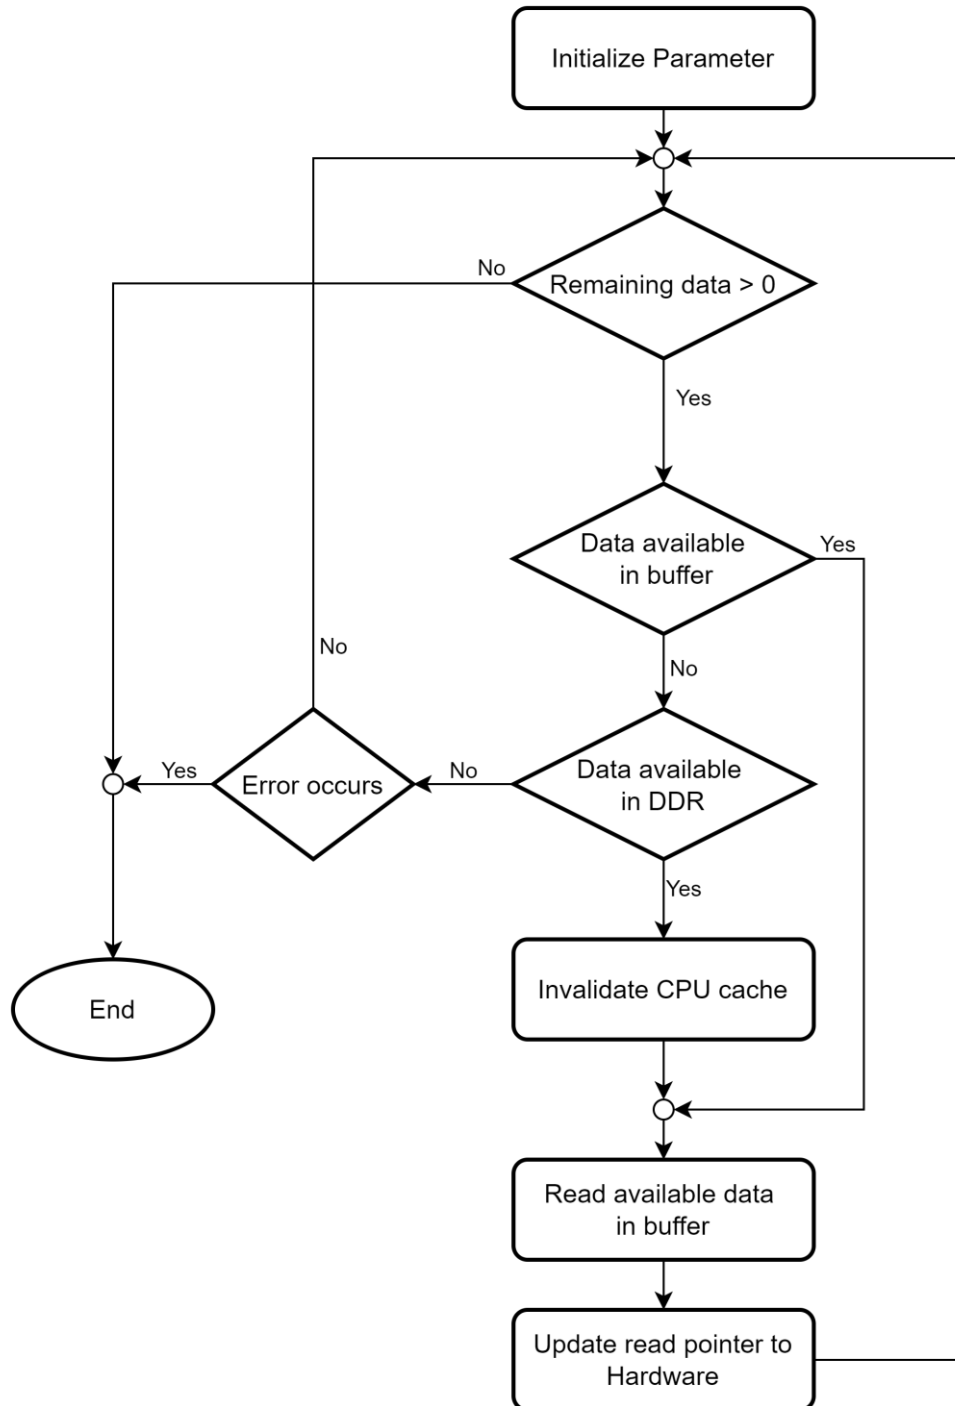 Initialize Parameter
No
Remaining data > 0
Yes
Data available
in buffer
Yes
No
No
Data available
in DDR
No
Error occurs
Yes
Yes
Invalidate CPU cache
End
Read available data
in buffer
Update read pointer to
Hardware